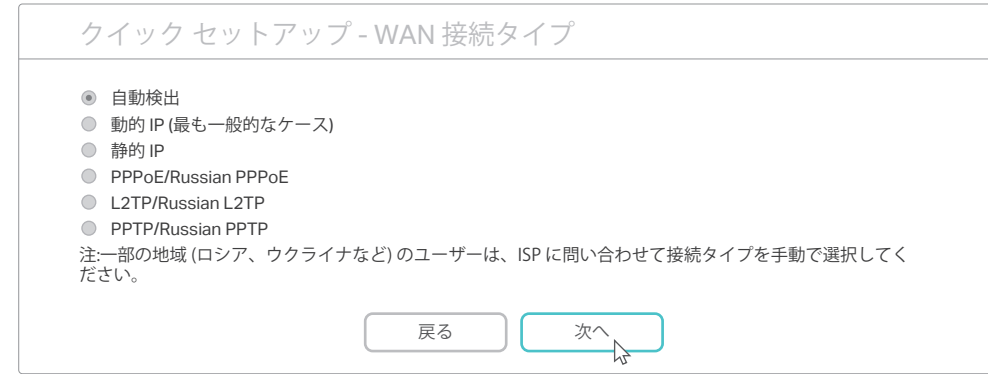 クイック セットアップ - WAN 接続タイプ
自動検出
動的 IP (最も一般的なケース)
静的 IP
PPPoE/Russian PPPoE
L2TP/Russian L2TP
PPTP/Russian PPTP
注:一部の地域 (ロシア、ウクライナなど) のユーザーは、ISP に問い合わせて接続タイプを手動で選択してく
ださい。
戻る
次へ